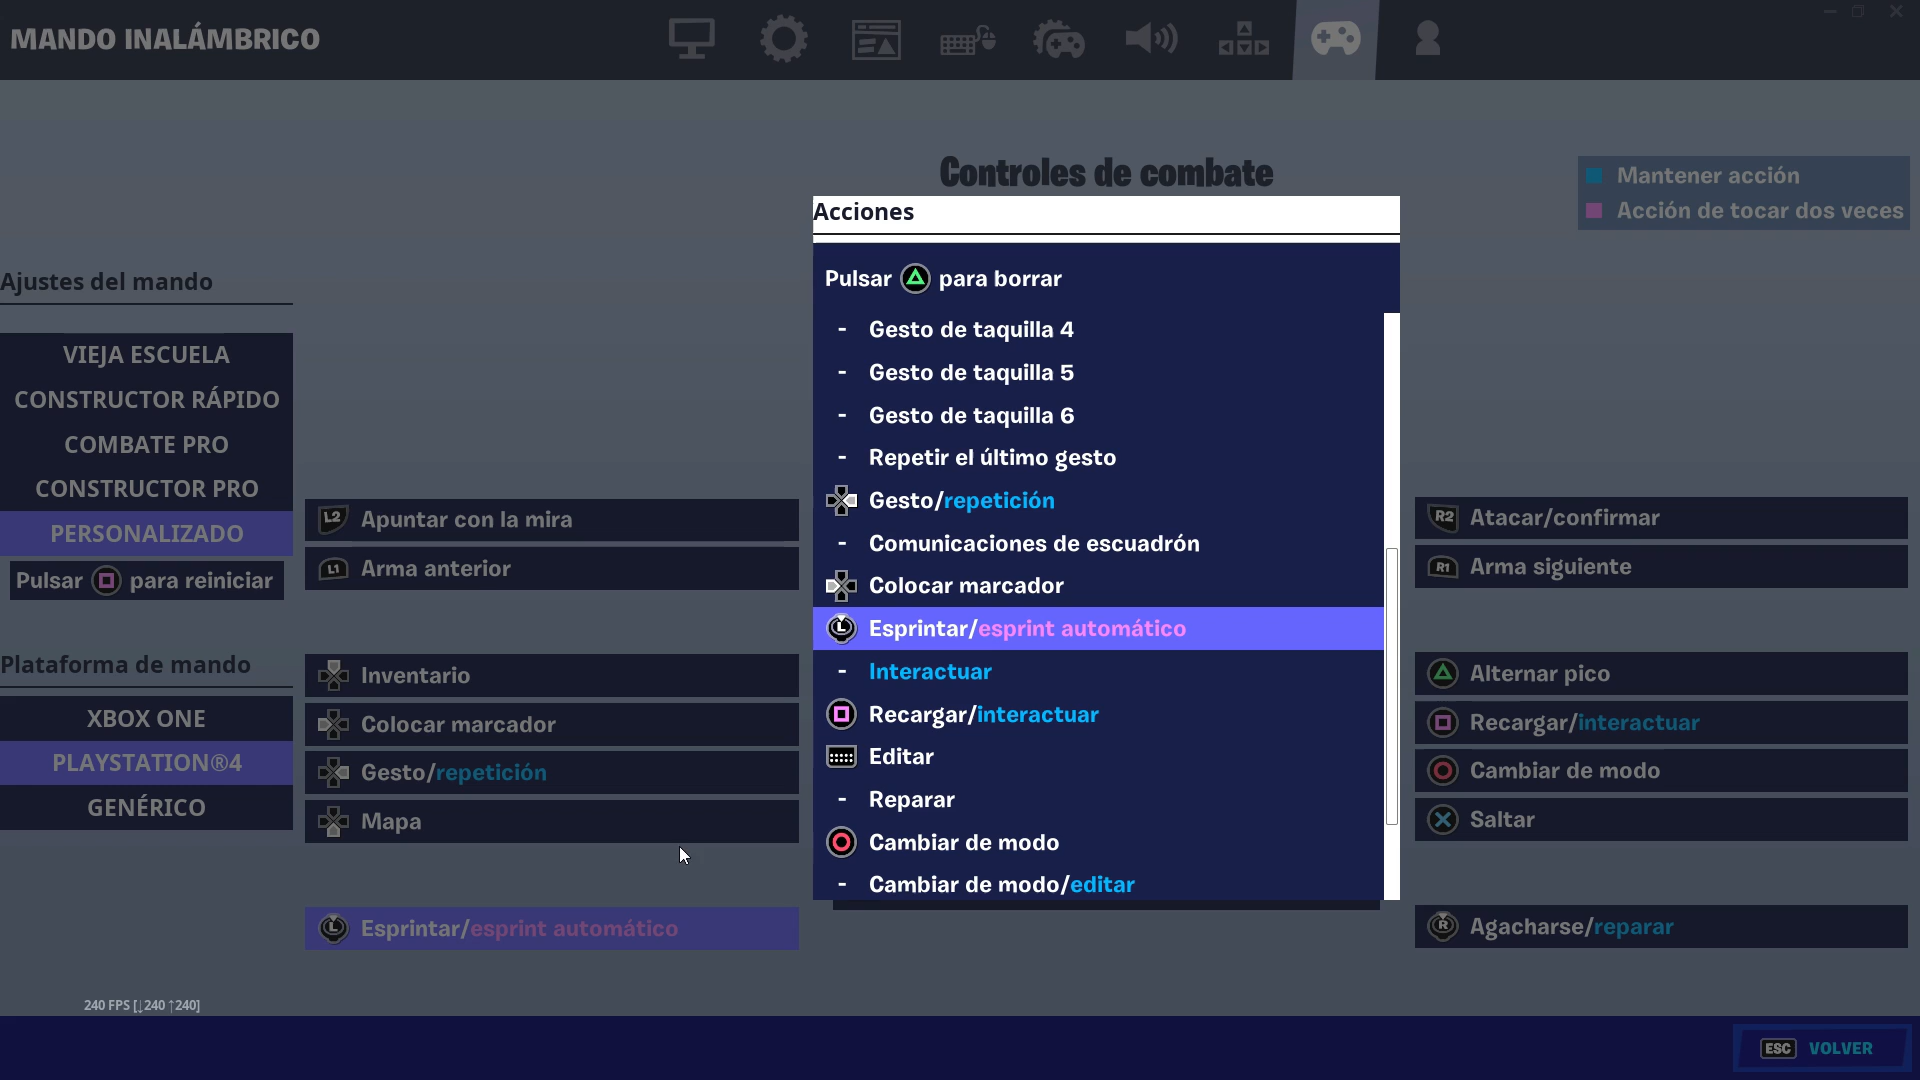 MANDO INALÁMBRICO
Controles de combate
Mantener acción
Acción de tocar dos veces
Ajustes del mando
VIEJA ESCUELA
CONSTRUCTOR RÁPIDO
COMBATE PRO
CONSTRUCTOR PRO
PERSONALIZADO
Pulsar para reiniciar
Plataforma de mando
XBOX ONE
PLAYSTATION®4
GENÉRICO
L2 Apuntar con la mira
L1 Arma anterior
Inventario
Colocar marcador
Gesto/repetición
Mapa
L Esprintar/esprint automático
Acciones
Pulsar para borrar
- Gesto de taquilla 4
- Gesto de taquilla 5
- Gesto de taquilla 6
- Repetir el último gesto
Gesto/repetición
- Comunicaciones de escuadrón
Colocar marcador
L Esprintar/esprint automático
- Interactuar
Recargar/interactuar
Editar
- Reparar
Cambiar de modo
- Cambiar de modo/editar
R2 Atacar/confirmar
R1 Arma siguiente
Alternar pico
Recargar/interactuar
Cambiar de modo
Saltar
R Agacharse/reparar
240 FPS [↓240 ↑240]
ESC VOLVER